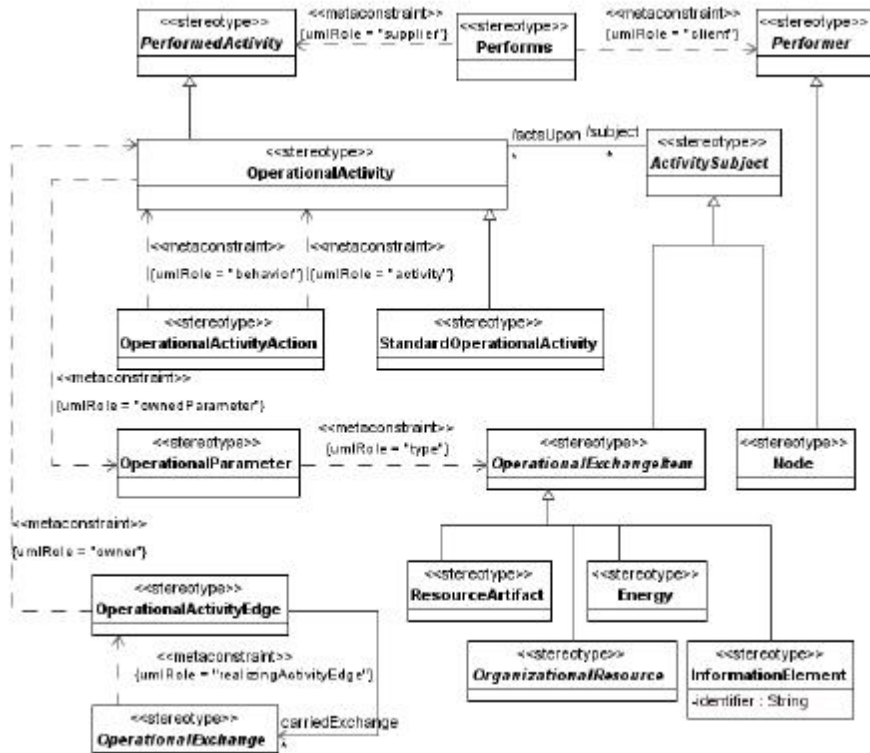 <<stereotype>>
PerformedActivity
<<metaconstraint>>
{umlRole = "supplier"}
<<stereotype>>
Performs
<<metaconstraint>>
{umlRole = "client"}
<<stereotype>>
Performer
<<stereotype>>
OperationalActivity
/actsUpon
*
/subject
*
<<stereotype>>
ActivitySubject
<<metaconstraint>>
{umlRole = "behavior"}
<<metaconstraint>>
{umlRole = "activity"}
<<stereotype>>
OperationalActivityAction
<<stereotype>>
StandardOperationalActivity
<<metaconstraint>>
{umlRole = "ownedParameter"}
<<stereotype>>
OperationalParameter
<<metaconstraint>>
{umlRole = "type"}
<<stereotype>>
OperationalExchangeItem
<<stereotype>>
Node
<<metaconstraint>>
{umlRole = "owner"}
<<stereotype>>
OperationalActivityEdge
<<stereotype>>
ResourceArtifact
<<stereotype>>
Energy
<<metaconstraint>>
{umlRole = "realizingActivityEdge"}
<<stereotype>>
OrganizationalResource
<<stereotype>>
InformationElement
-identifier : String
<<stereotype>>
OperationalExchange
carriedExchange
*